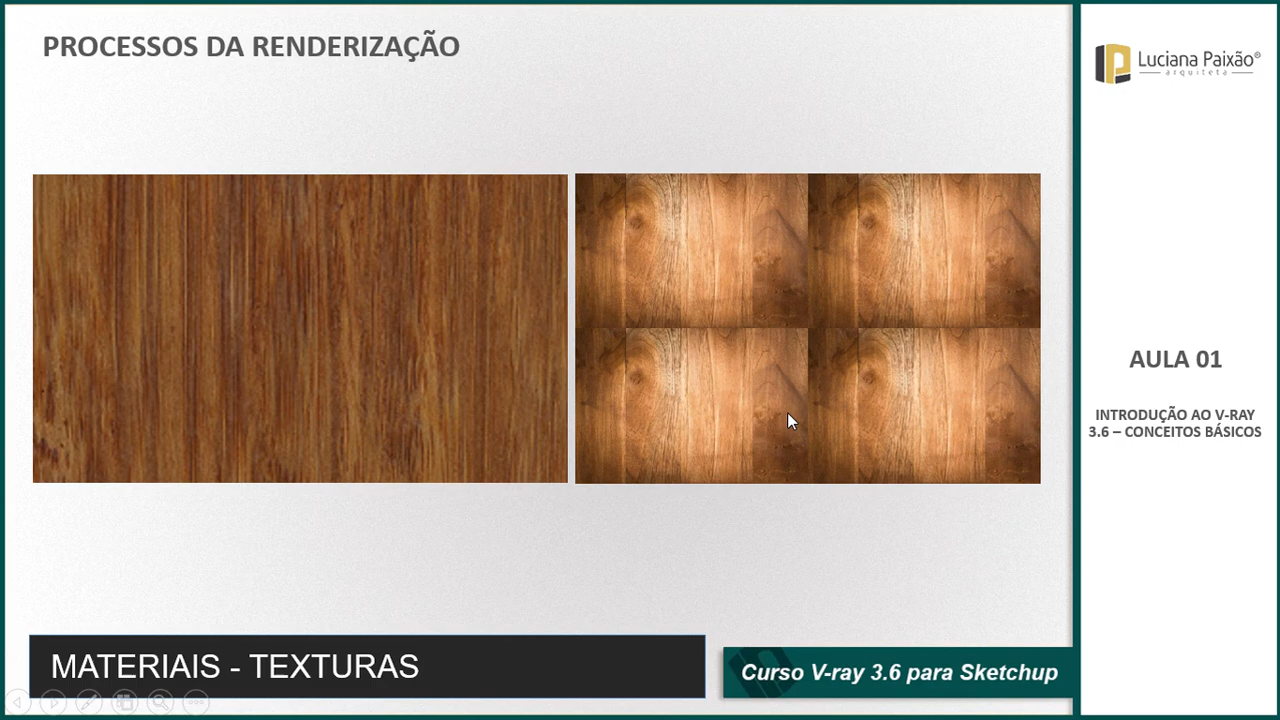 PROCESSOS DA RENDERIZAÇÃO
Luciana Paixão®
arquiteta
AULA 01
INTRODUÇÃO AO V-RAY
3.6 – CONCEITOS BÁSICOS
MATERIAIS - TEXTURAS
Curso V-ray 3.6 para Sketchup